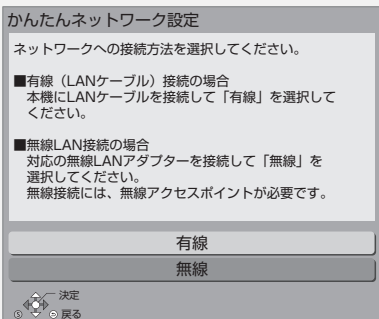 かんたんネットワーク設定
ネットワークへの接続方法を選択してください。
■有線（LANケーブル）接続の場合
本機にLANケーブルを接続して「有線」を選択して
ください。
■無線LAN接続の場合
対応の無線LANアダプターを接続して「無線」を
選択してください。
無線接続には、無線アクセスポイントが必要です。
有線
無線
決定
S 戻る